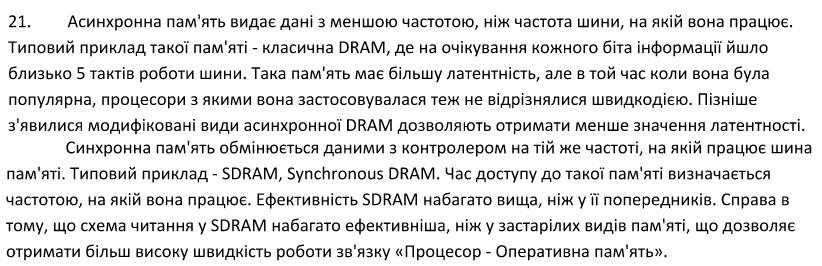 21. Асинхронна пам'ять видає дані з меншою частотою, ніж частота шини, на якій вона працює.
Типовий приклад такої пам'яті - класична DRAM, де на очікування кожного біта інформації йшло
близько 5 тактів роботи шини. Така пам'ять має більшу латентність, але в той час коли вона була
популярна, процесори з якими вона застосовувалася теж не відрізнялися швидкодією. Пізніше
з'явилися модифіковані види асинхронної DRAM дозволяють отримати менше значення латентності.
Синхронна пам'ять обмінюється даними з контролером на тій же частоті, на якій працює шина
пам'яті. Типовий приклад - SDRAM, Synchronous DRAM. Час доступу до такої пам'яті визначається
частотою, на якій вона працює. Ефективність SDRAM набагато вища, ніж у її попередників. Справа в
тому, що схема читання у SDRAM набагато ефективніша, ніж у застарілих видів пам'яті, що дозволяє
отримати більш високу швидкість роботи зв'язку «Процесор - Оперативна пам'ять».